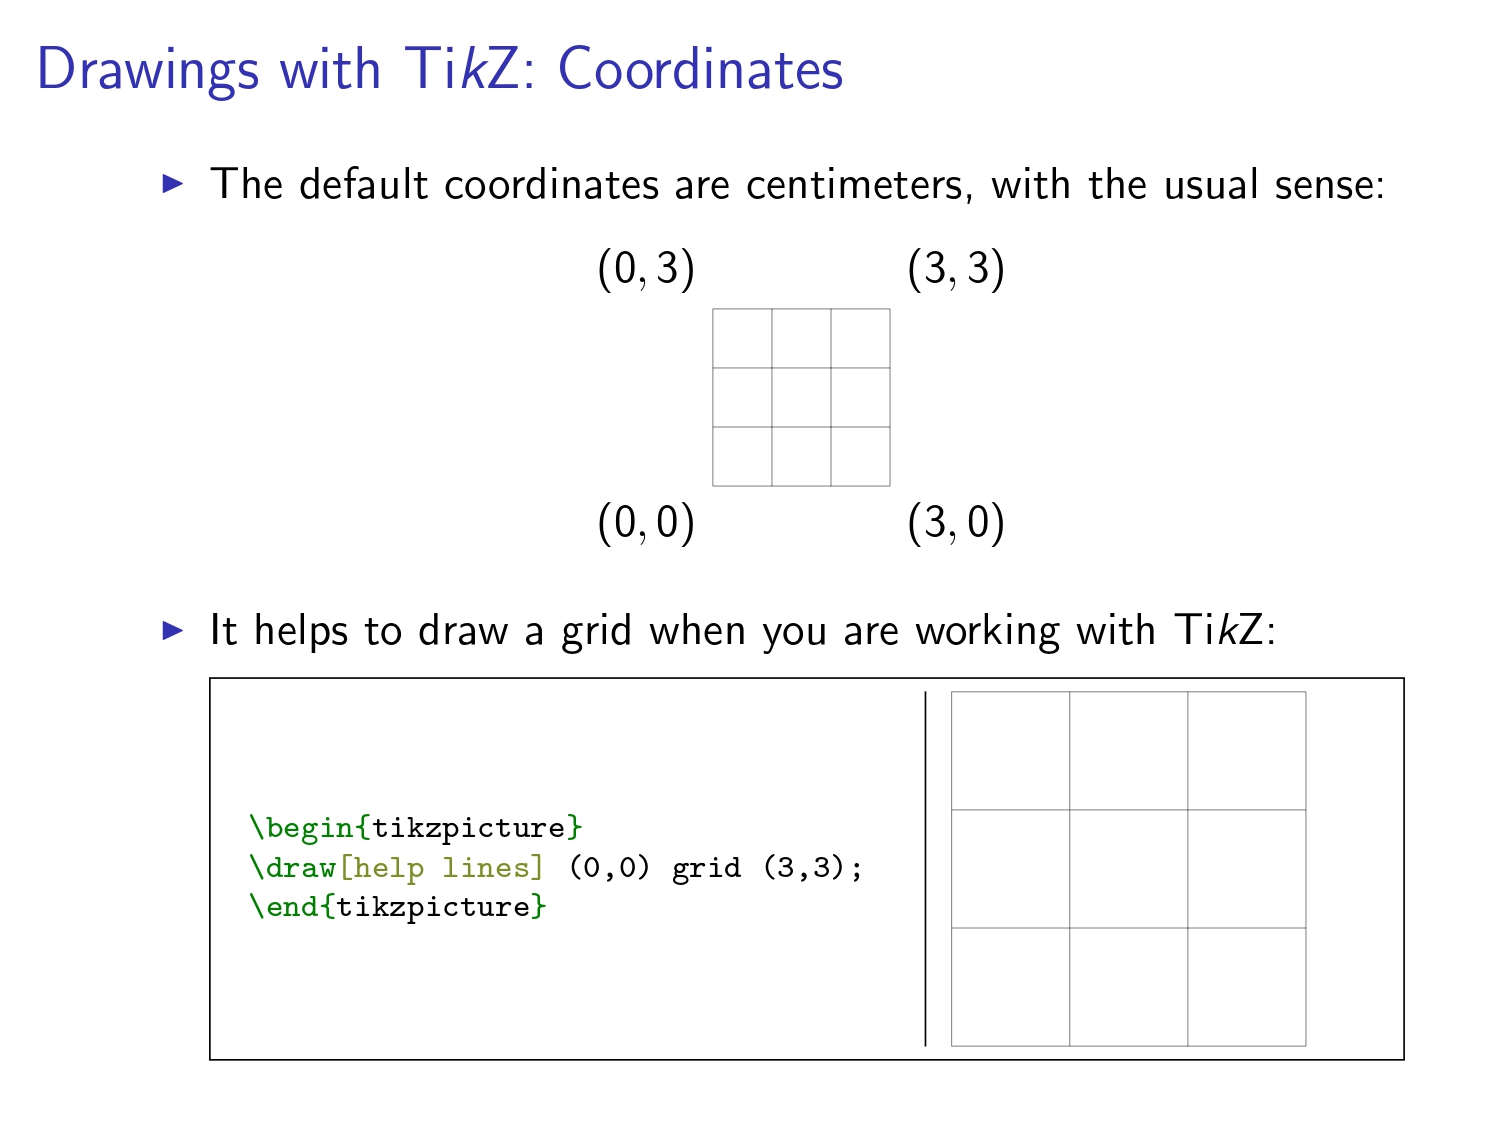 Drawings with TikZ: Coordinates
▶ The default coordinates are centimeters, with the usual sense:
(0, 3) (3, 3)
(0, 0) (3, 0)
▶ It helps to draw a grid when you are working with TikZ:
\begin{tikzpicture}
\draw[help lines] (0,0) grid (3,3);
\end{tikzpicture}